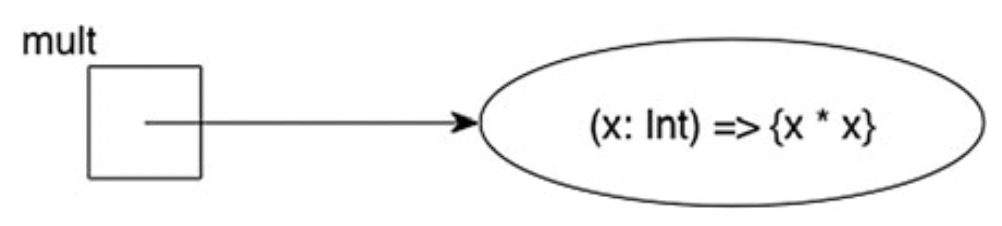 mult
(x: Int) => {x * x}